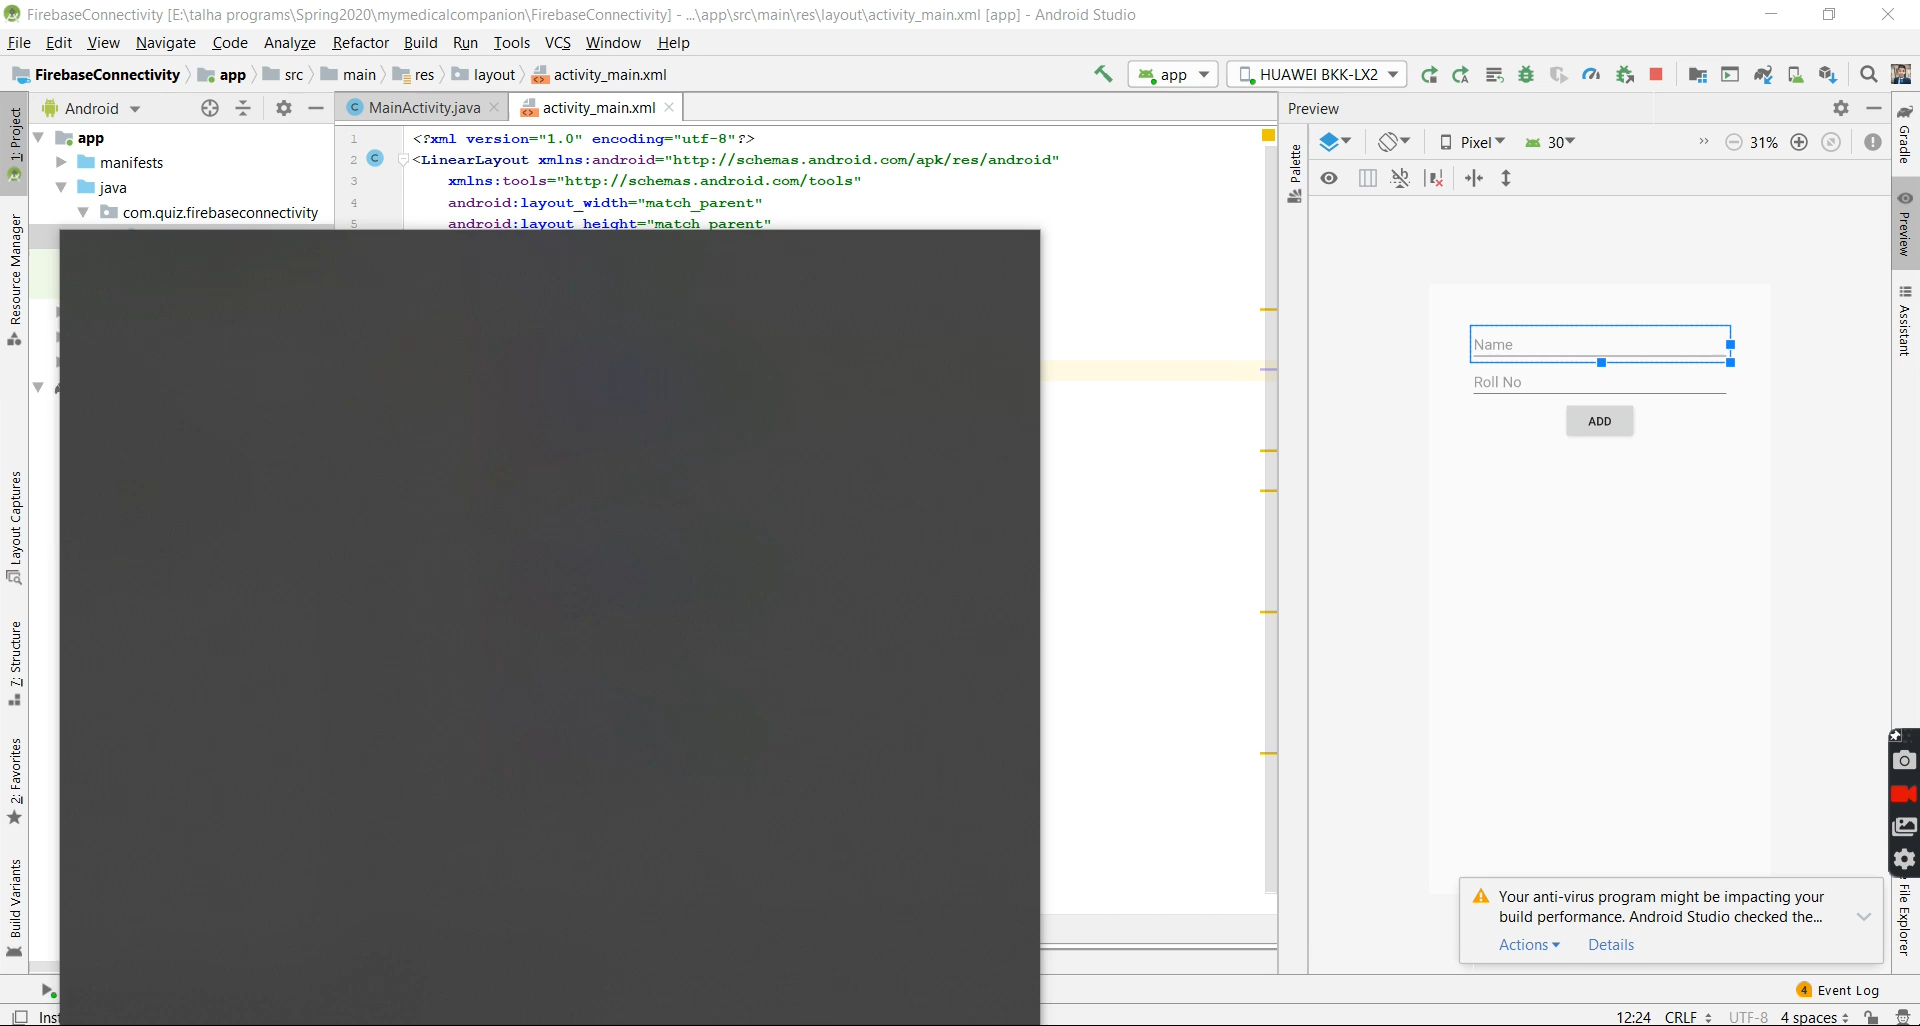 FirebaseConnectivity [E:\talha programs\Spring2020\mymedicalcompanion\FirebaseConnectivity] - ...\app\src\main\res\layout\activity_main.xml [app] - Android Studio
File Edit View Navigate Code Analyze Refactor Build Run Tools VCS Window Help
FirebaseConnectivity app src main res layout activity_main.xml
app HUAWEI BKK-LX2
Android
MainActivity.java activity_main.xml
Preview
1: Project
Resource Manager
Layout Captures
7: Structure
2: Favorites
Build Variants
app
manifests
java
com.quiz.firebaseconnectivity
1 <?xml version="1.0" encoding="utf-8"?>
2 <LinearLayout xmlns:android="http://schemas.android.com/apk/res/android"
3 xmlns:tools="http://schemas.android.com/tools"
4 android:layout_width="match_parent"
5 android:layout_height="match_parent"
Palette
Pixel 30 » 31%
Name
Roll No
ADD
Gradle
Preview
Assistant
File Explorer
Your anti-virus program might be impacting your
build performance. Android Studio checked the...
Actions Details
4 Event Log
Inst
12:24 CRLF UTF-8 4 spaces